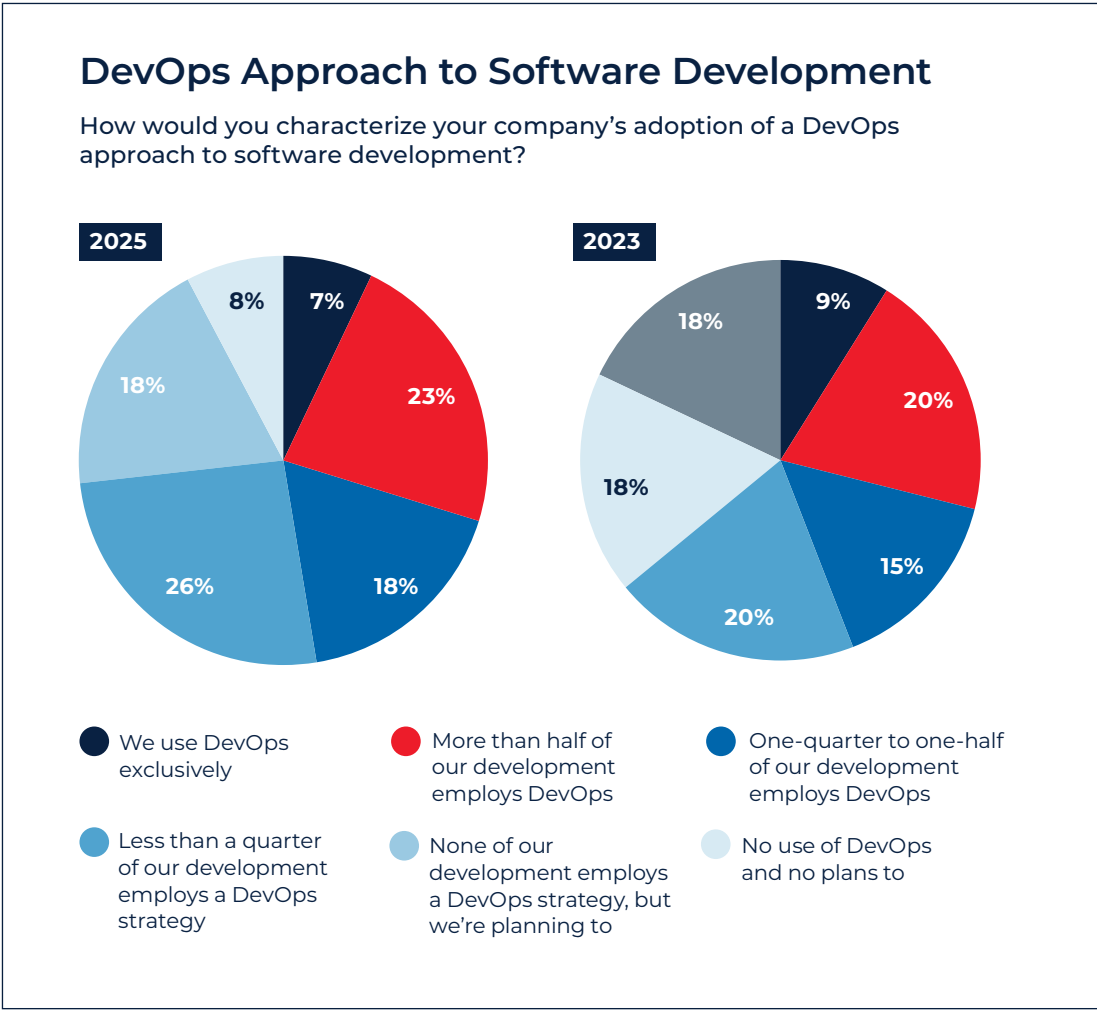 DevOps Approach to Software Development
How would you characterize your company’s adoption of a DevOps
approach to software development?
2025
8%
7%
18%
23%
26%
18%
2023
18%
9%
20%
18%
15%
20%
We use DevOps
exclusively
More than half of
our development
employs DevOps
One-quarter to one-half
of our development
employs DevOps
Less than a quarter
of our development
employs a DevOps
strategy
None of our
development employs
a DevOps strategy, but
we’re planning to
No use of DevOps
and no plans to